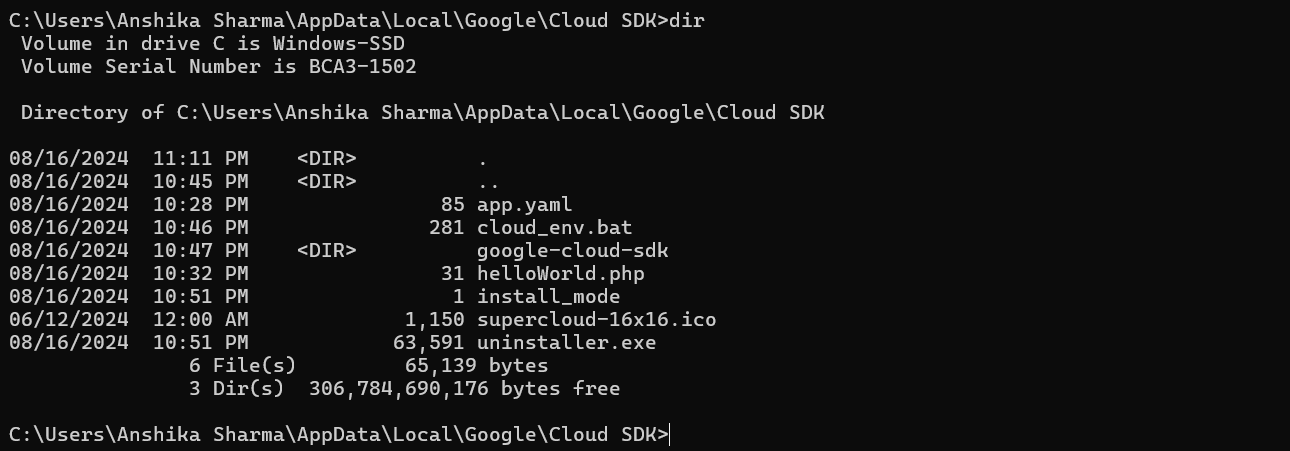 C:\Users\Anshika Sharma\AppData\Local\Google\Cloud SDK>dir
 Volume in drive C is Windows-SSD
 Volume Serial Number is BCA3-1502

 Directory of C:\Users\Anshika Sharma\AppData\Local\Google\Cloud SDK

08/16/2024  11:11 PM    <DIR>          .
08/16/2024  10:45 PM    <DIR>          ..
08/16/2024  10:28 PM                85 app.yaml
08/16/2024  10:46 PM               281 cloud_env.bat
08/16/2024  10:47 PM    <DIR>          google-cloud-sdk
08/16/2024  10:32 PM                31 helloWorld.php
08/16/2024  10:51 PM                 1 install_mode
06/12/2024  12:00 AM             1,150 supercloud-16x16.ico
08/16/2024  10:51 PM            63,591 uninstaller.exe
               6 File(s)         65,139 bytes
               3 Dir(s)  306,784,690,176 bytes free

C:\Users\Anshika Sharma\AppData\Local\Google\Cloud SDK>